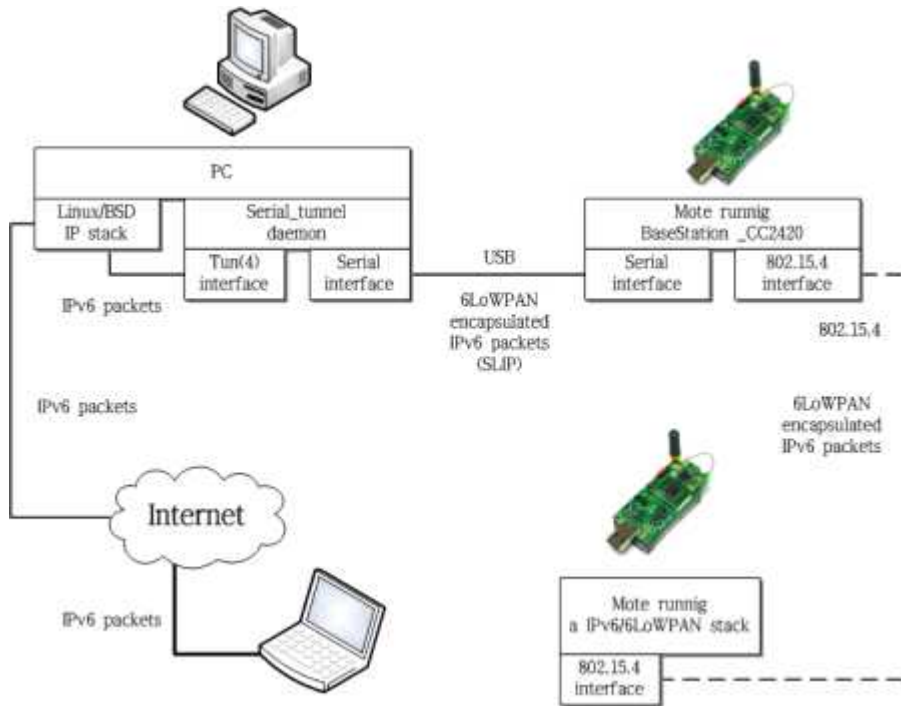 PC
Linux/BSD
IP stack
Serial_tunnel
daemon
Tun(4)
interface
Serial
interface
IPv6 packets
IPv6 packets
USB
6LoWPAN
encapsulated
IPv6 packets
(SLIP)
Mote runnig
BaseStation _CC2420
Serial
interface
802.15.4
interface
802.15.4
6LoWPAN
encapsulated
IPv6 packets
Internet
IPv6 packets
Mote runnig
a IPv6/6LoWPAN stack
802.15.4
interface